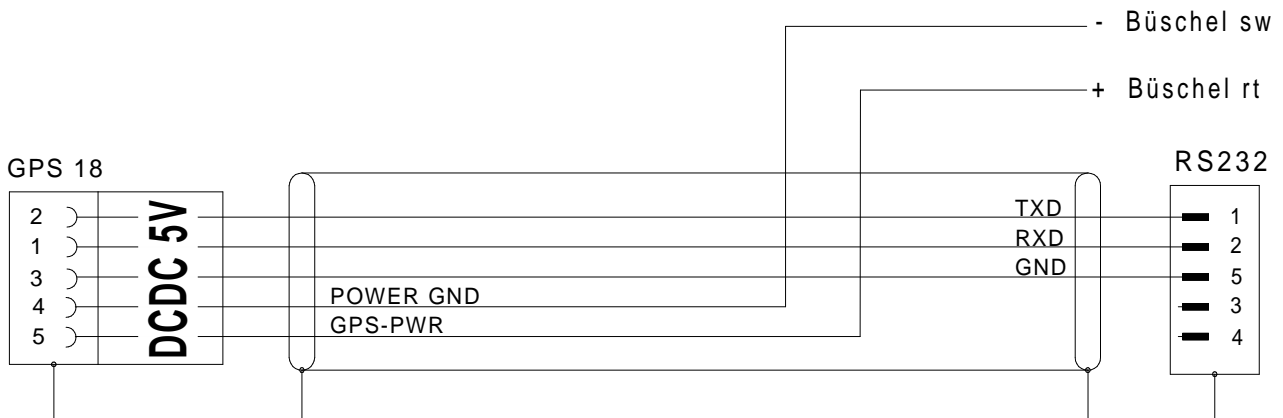 - Büschel sw
+ Büschel rt
GPS 18
RS232
DCDC 5V
2
TXD
1
1
RXD
2
3
GND
5
4
POWER GND
3
5
GPS-PWR
4